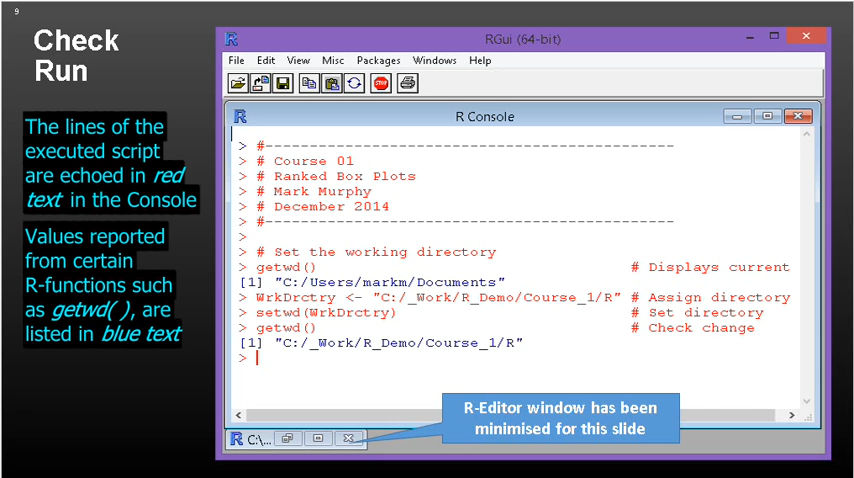 9
Check
Run
The lines of the
executed script
are echoed in red
text in the Console
Values reported
from certain
R-functions such
as getwd( ), are
listed in blue text
RGui (64-bit)
File Edit View Misc Packages Windows Help
STOP
R Console
> #----------------------------------------------
> # Course 01
> # Ranked Box Plots
> # Mark Murphy
> # December 2014
> #----------------------------------------------
>
> # Set the working directory
> getwd() # Displays current
[1] "C:/Users/markm/Documents"
> WrkDrctry <- "C:/_Work/R_Demo/Course_1/R" # Assign directory
> setwd(WrkDrctry) # Set directory
> getwd() # Check change
[1] "C:/_Work/R_Demo/Course_1/R"
>
R C:\...
R-Editor window has been
minimised for this slide